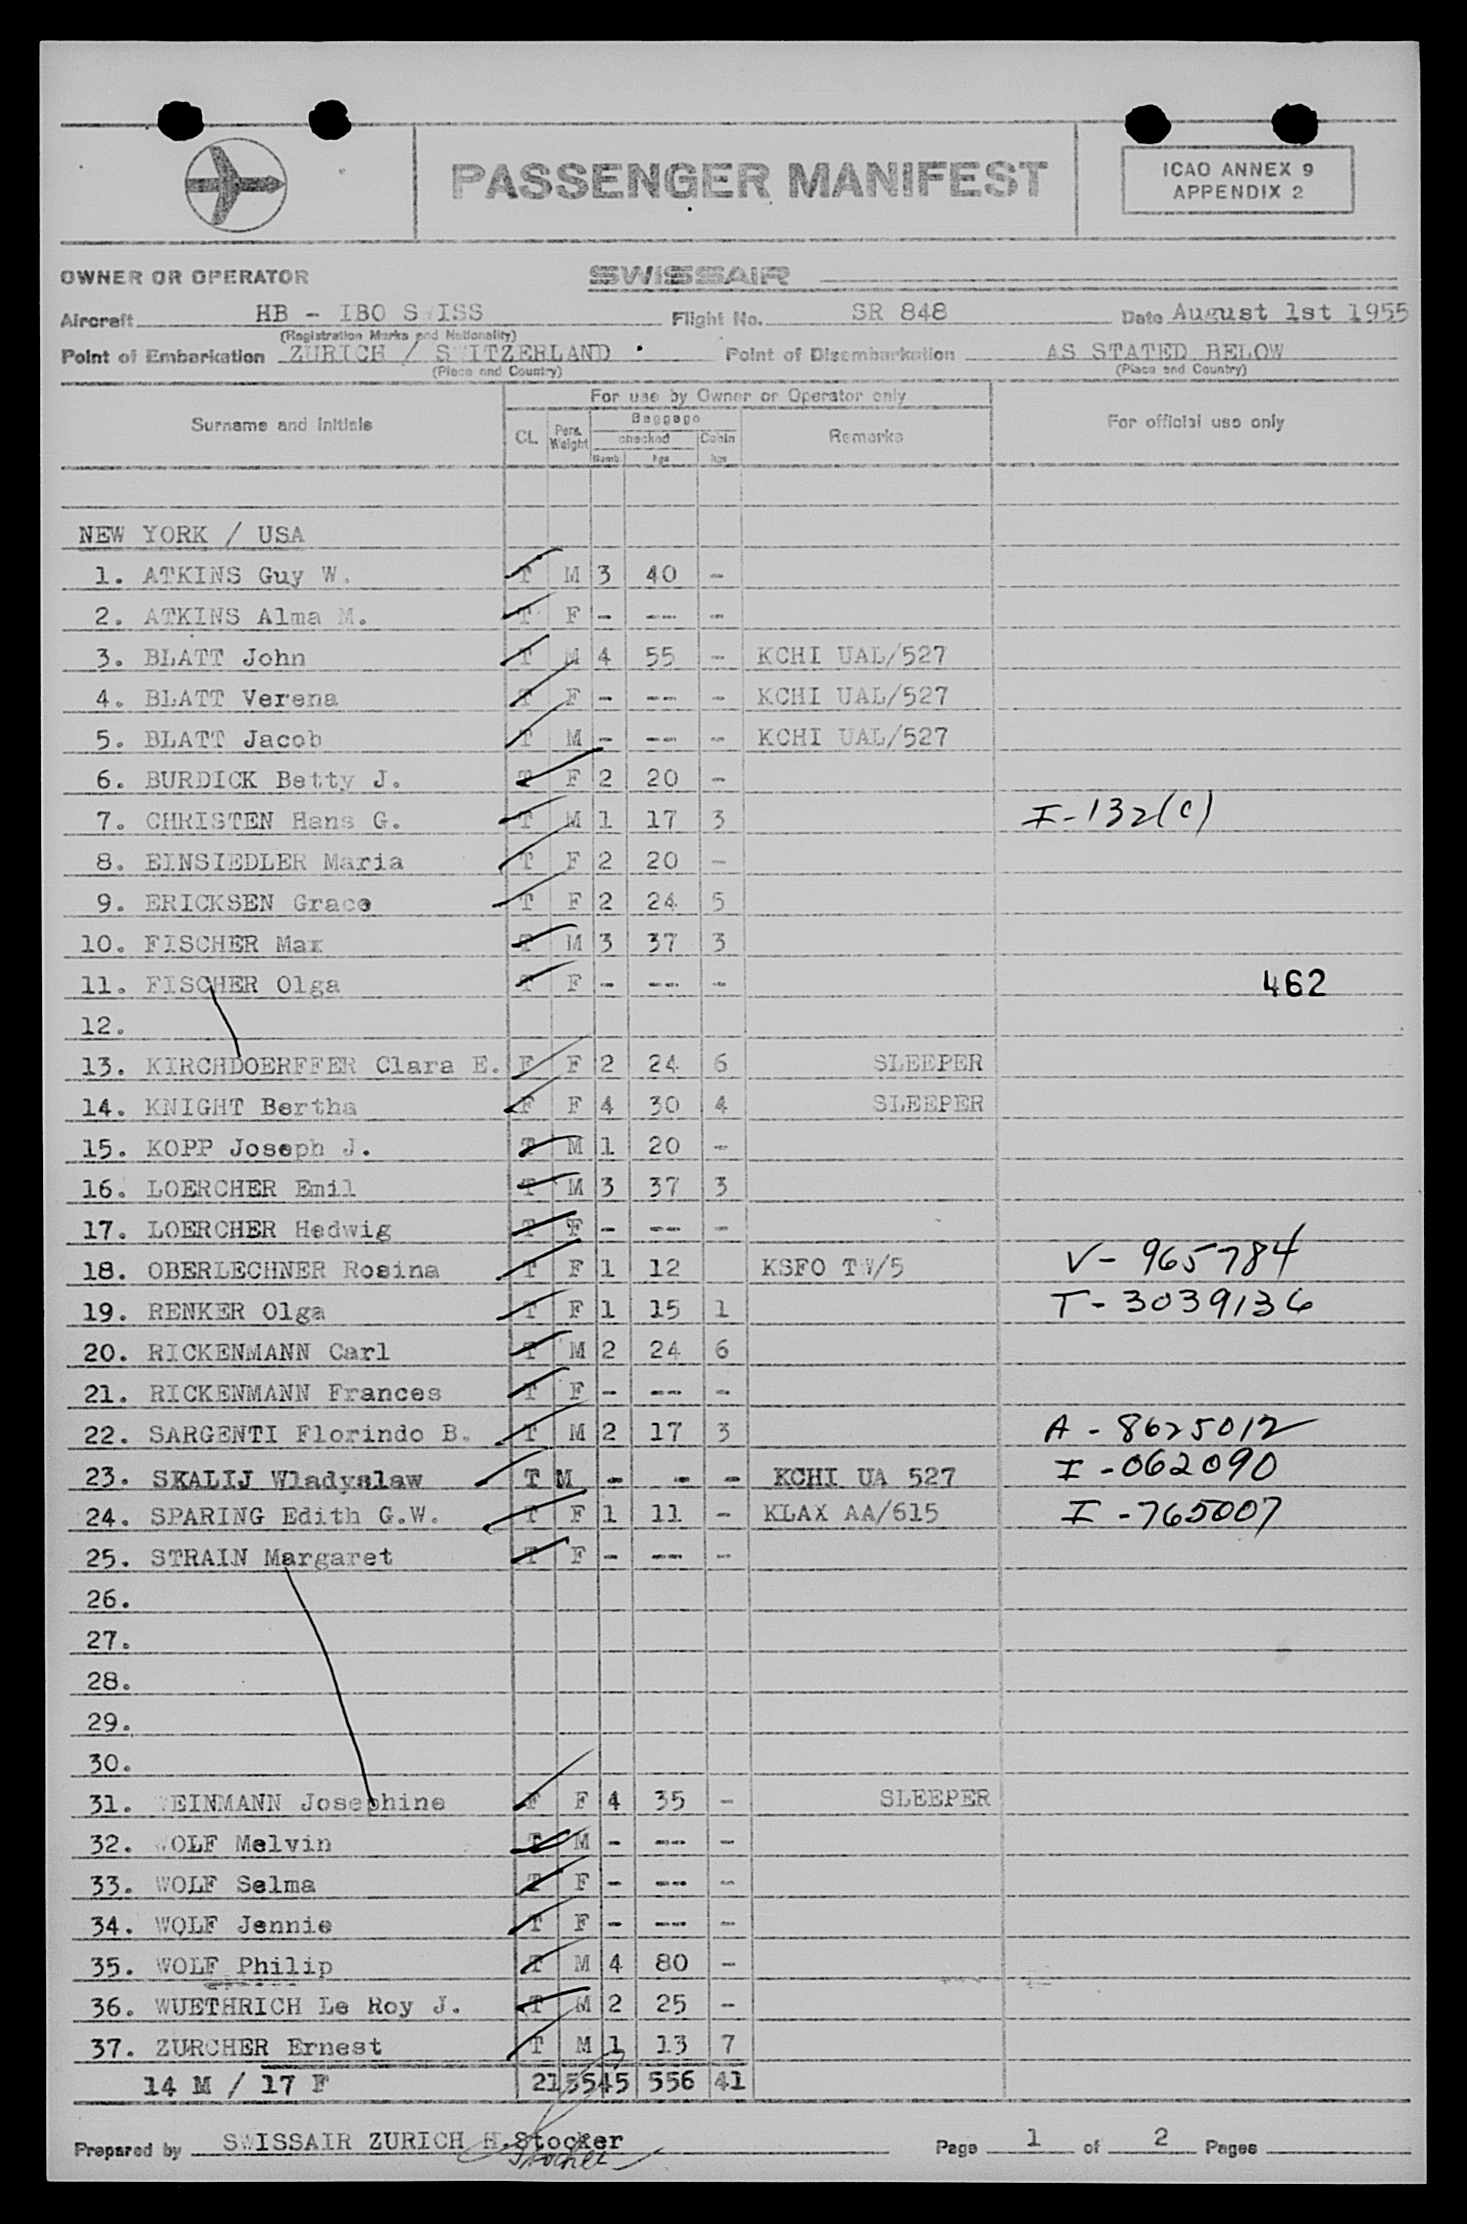 PASSENGER MANIFEST
ICAO ANNEX 9
APPENDIX 2
OWNER OR OPERATOR SWISSAIR
Aircraft HB - IBO SWISS Flight No. SR 848 Date August 1st 1955
(Registration Marks and Nationality)
Point of Embarkation ZURICH / SWITZERLAND Point of Disembarkation AS STATED BELOW
(Place and Country) (Place and Country)
For use by Owner or Operator only
Surname and Initials CL. Pers. Weight Baggage checked Numb. kgs Cabin kgs Remarks For official use only
NEW YORK / USA
1. ATKINS Guy W. T M 3 40 -
2. ATKINS Alma M. T F - --- -
3. BLATT John T M 4 55 - KCHI UAL/527
4. BLATT Verena T F - --- - KCHI UAL/527
5. BLATT Jacob T M - --- - KCHI UAL/527
6. BURDICK Betty J. T F 2 20 -
7. CHRISTEN Hans G. T M 1 17 3 I-132(c)
8. EINSIEDLER Maria T F 2 20 -
9. ERICKSEN Grace T F 2 24 5
10. FISCHER Max T M 3 37 3
11. FISCHER Olga T F - --- - 462
12.
13. KIRCHDOERFFER Clara E. F F 2 24 6 SLEEPER
14. KNIGHT Bertha F F 4 30 4 SLEEPER
15. KOPP Joseph J. T M 1 20 -
16. LOERCHER Emil T M 3 37 3
17. LOERCHER Hedwig T F - --- -
18. OBERLECHNER Rosina T F 1 12 KSFO TW/5 V- 965784
19. RENKER Olga T F 1 15 1 T- 3039136
20. RICKENMANN Carl T M 2 24 6
21. RICKENMANN Frances T F - --- -
22. SARGENTI Florindo B. T M 2 17 3 A - 8625012
23. SKALIJ Wladyslaw T M - -- - KCHI UA 527 I -062090
24. SPARING Edith G.W. T F 1 11 - KLAX AA/615 I -765007
25. STRAIN Margaret T F - --- -
26.
27.
28.
29.
30.
31. WEINMANN Josephine F F 4 35 - SLEEPER
32. WOLF Melvin T M - --- -
33. WOLF Selma T F - --- -
34. WOLF Jennie T F - --- -
35. WOLF Philip T M 4 80 -
36. WUETHRICH Le Roy J. T M 2 25 -
37. ZURCHER Ernest T M 1 13 7
14 M / 17 F 215545 556 41
Prepared by SWISSAIR ZURICH H.Stocker Page 1 of 2 Pages
Stocker